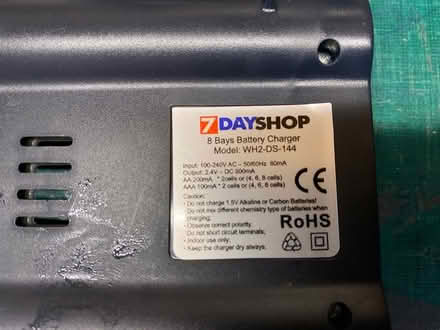 7DAYSHOP
8 Bays Battery Charger
Model: WH2-DS-144
Input: 100-240V AC ~ 50/60Hz 60mA
Output: 2.4V ⎓ DC 200mA
AA 200mA * 2cells or (4, 6, 8 cells)
AAA 100mA * 2 cells or (4, 6, 8 cells)
CE
Caution:
• Do not charge 1.5V Alkaline or Carbon Batteries!
• Do not mix different chemistry type of batteries when
charging.
• Observe correct polarity.
• Do not short circuit terminals.
• Indoor use only.
• Keep the charger dry always.
RoHS